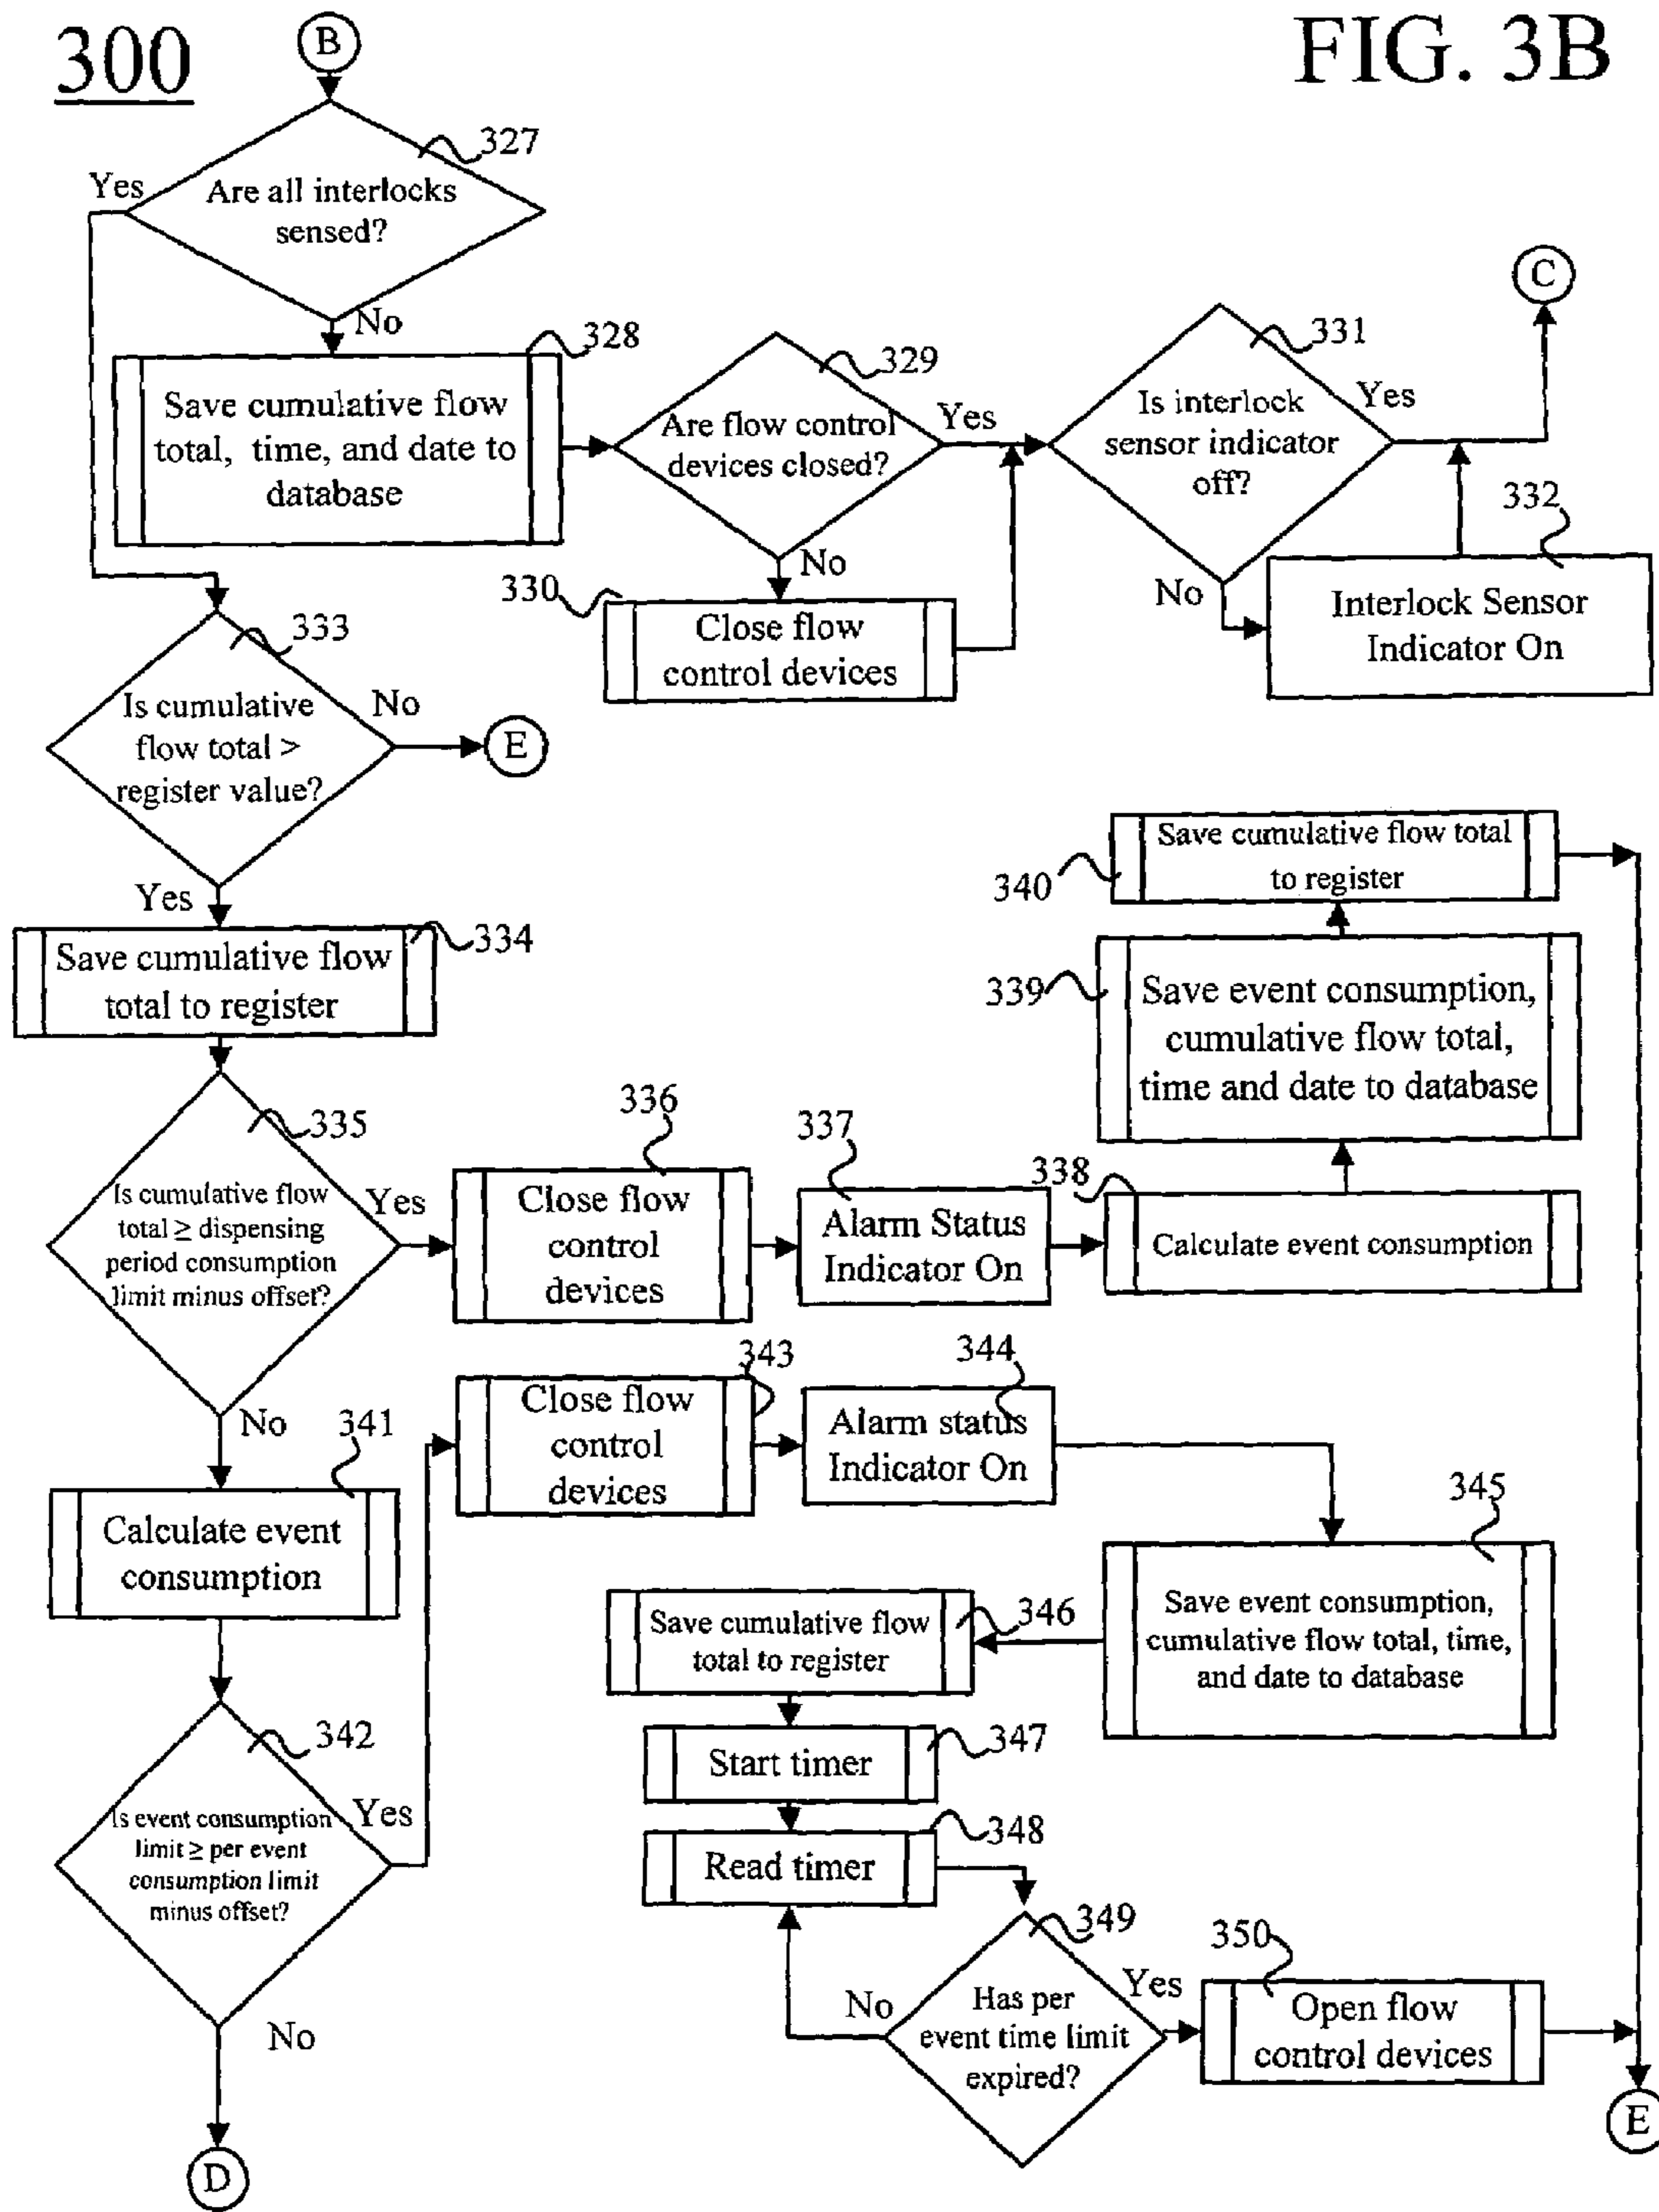 300
B
FIG. 3B
327
Yes
Are all interlocks
sensed?
No
328
Save cumulative flow
total, time, and date to
database
329
Are flow control
devices closed?
Yes
No
330
Close flow
control devices
331
Is interlock
sensor indicator
off?
Yes
C
No
332
Interlock Sensor
Indicator On
333
Is cumulative
flow total >
register value?
No
E
Yes
334
Save cumulative flow
total to register
335
Is cumulative flow
total ≥ dispensing
period consumption
limit minus offset?
Yes
336
Close flow
control
devices
337
Alarm Status
Indicator On
338
Calculate event consumption
339
Save event consumption,
cumulative flow total,
time and date to database
340
Save cumulative flow total
to register
No
341
Calculate event
consumption
342
Is event consumption
limit ≥ per event
consumption limit
minus offset?
Yes
343
Close flow
control
devices
344
Alarm status
Indicator On
345
Save event consumption,
cumulative flow total, time,
and date to database
346
Save cumulative flow
total to register
347
Start timer
348
Read timer
349
Has per
event time limit
expired?
No
Yes
350
Open flow
control devices
E
No
D